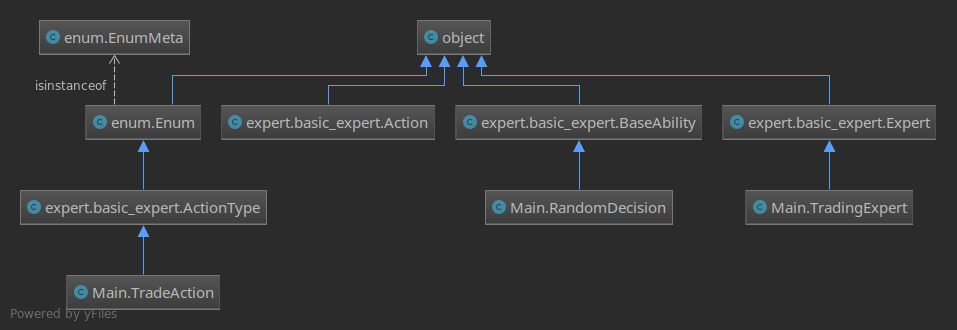 enum.EnumMeta
object
isinstanceof
enum.Enum
expert.basic_expert.Action
expert.basic_expert.BaseAbility
expert.basic_expert.Expert
expert.basic_expert.ActionType
Main.RandomDecision
Main.TradingExpert
Main.TradeAction
Powered by yFiles